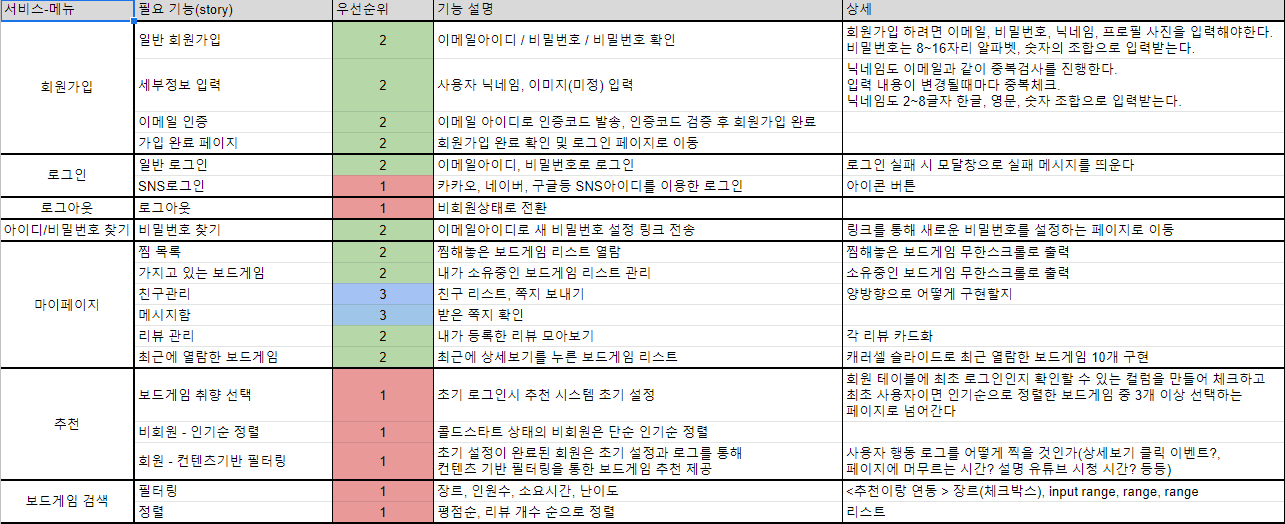 서비스-메뉴 필요 기능(story) 우선순위 기능 설명 상세
회원가입
일반 회원가입 2 이메일아이디 / 비밀번호 / 비밀번호 확인
회원가입 하려면 이메일, 비밀번호, 닉네임, 프로필 사진을 입력해야한다.
비밀번호는 8~16자리 알파벳, 숫자의 조합으로 입력받는다.
세부정보 입력 2 사용자 닉네임, 이미지(미정) 입력
닉네임도 이메일과 같이 중복검사를 진행한다.
입력 내용이 변경될때마다 중복체크.
닉네임도 2~8글자 한글, 영문, 숫자 조합으로 입력받는다.
이메일 인증 2 이메일 아이디로 인증코드 발송, 인증코드 검증 후 회원가입 완료
가입 완료 페이지 2 회원가입 완료 확인 및 로그인 페이지로 이동
로그인
일반 로그인 2 이메일아이디, 비밀번호로 로그인 로그인 실패 시 모달창으로 실패 메시지를 띄운다
SNS로그인 1 카카오, 네이버, 구글등 SNS아이디를 이용한 로그인 아이콘 버튼
로그아웃 로그아웃 1 비회원상태로 전환
아이디/비밀번호 찾기 비밀번호 찾기 2 이메일아이디로 새 비밀번호 설정 링크 전송 링크를 통해 새로운 비밀번호를 설정하는 페이지로 이동
마이페이지
찜 목록 2 찜해놓은 보드게임 리스트 열람 찜해놓은 보드게임 무한스크롤로 출력
가지고 있는 보드게임 2 내가 소유중인 보드게임 리스트 관리 소유중인 보드게임 무한스크롤로 출력
친구관리 3 친구 리스트, 쪽지 보내기 양방향으로 어떻게 구현할지
메시지함 3 받은 쪽지 확인
리뷰 관리 2 내가 등록한 리뷰 모아보기 각 리뷰 카드화
최근에 열람한 보드게임 2 최근에 상세보기를 누른 보드게임 리스트 캐러셀 슬라이드로 최근 열람한 보드게임 10개 구현
추천
보드게임 취향 선택 1 초기 로그인시 추천 시스템 초기 설정
회원 테이블에 최초 로그인인지 확인할 수 있는 컬럼을 만들어 체크하고
최초 사용자이면 인기순으로 정렬한 보드게임 중 3개 이상 선택하는
페이지로 넘어간다
비회원 - 인기순 정렬 1 콜드스타트 상태의 비회원은 단순 인기순 정렬
회원 - 컨텐츠기반 필터링 1
초기 설정이 완료된 회원은 초기 설정과 로그를 통해
컨텐츠 기반 필터링을 통한 보드게임 추천 제공
사용자 행동 로그를 어떻게 찍을 것인가(상세보기 클릭 이벤트?,
페이지에 머무르는 시간? 설명 유튜브 시청 시간? 등등)
보드게임 검색
필터링 1 장르, 인원수, 소요시간, 난이도 <추천이랑 연동 > 장르(체크박스), input range, range, range
정렬 1 평점순, 리뷰 개수 순으로 정렬 리스트